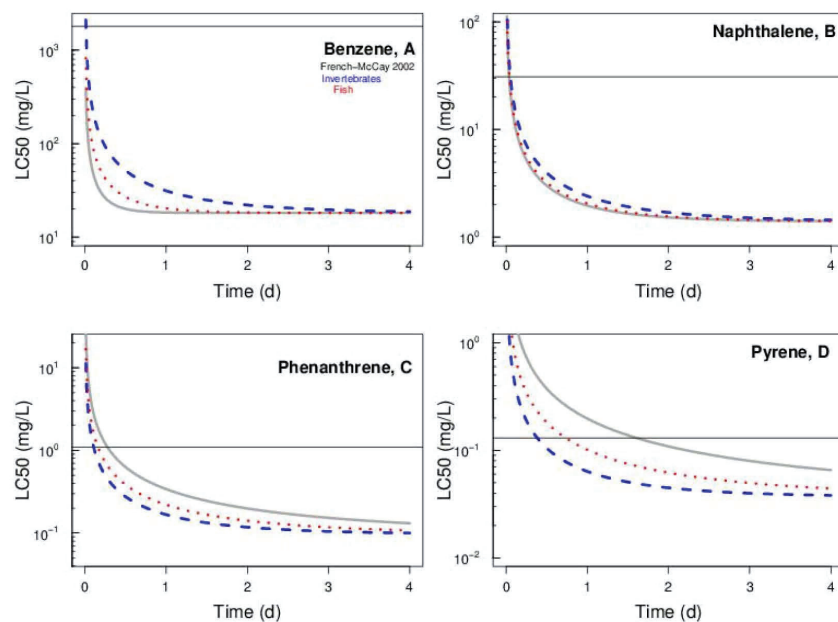 Benzene, A
French−McCay 2002
Invertebrates
Fish
LC50 (mg/L)
10³
10²
10¹
0 1 2 3 4
Time (d)
Naphthalene, B
LC50 (mg/L)
10²
10¹
10⁰
0 1 2 3 4
Time (d)
Phenanthrene, C
LC50 (mg/L)
10¹
10⁰
10⁻¹
0 1 2 3 4
Time (d)
Pyrene, D
LC50 (mg/L)
10⁰
10⁻¹
10⁻²
0 1 2 3 4
Time (d)